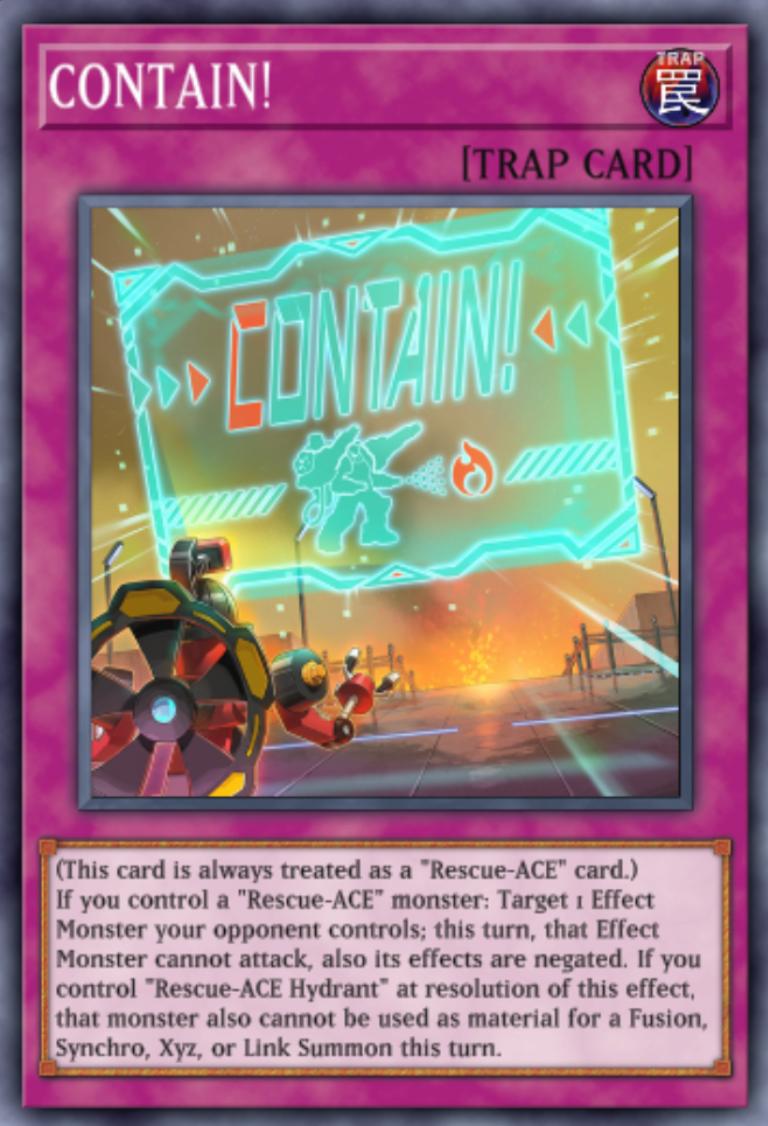 CONTAIN!
TRAP
罠
[TRAP CARD]
CONTAIN!
(This card is always treated as a "Rescue-ACE" card.)
If you control a "Rescue-ACE" monster: Target 1 Effect
Monster your opponent controls; this turn, that Effect
Monster cannot attack, also its effects are negated. If you
control "Rescue-ACE Hydrant" at resolution of this effect,
that monster also cannot be used as material for a Fusion,
Synchro, Xyz, or Link Summon this turn.